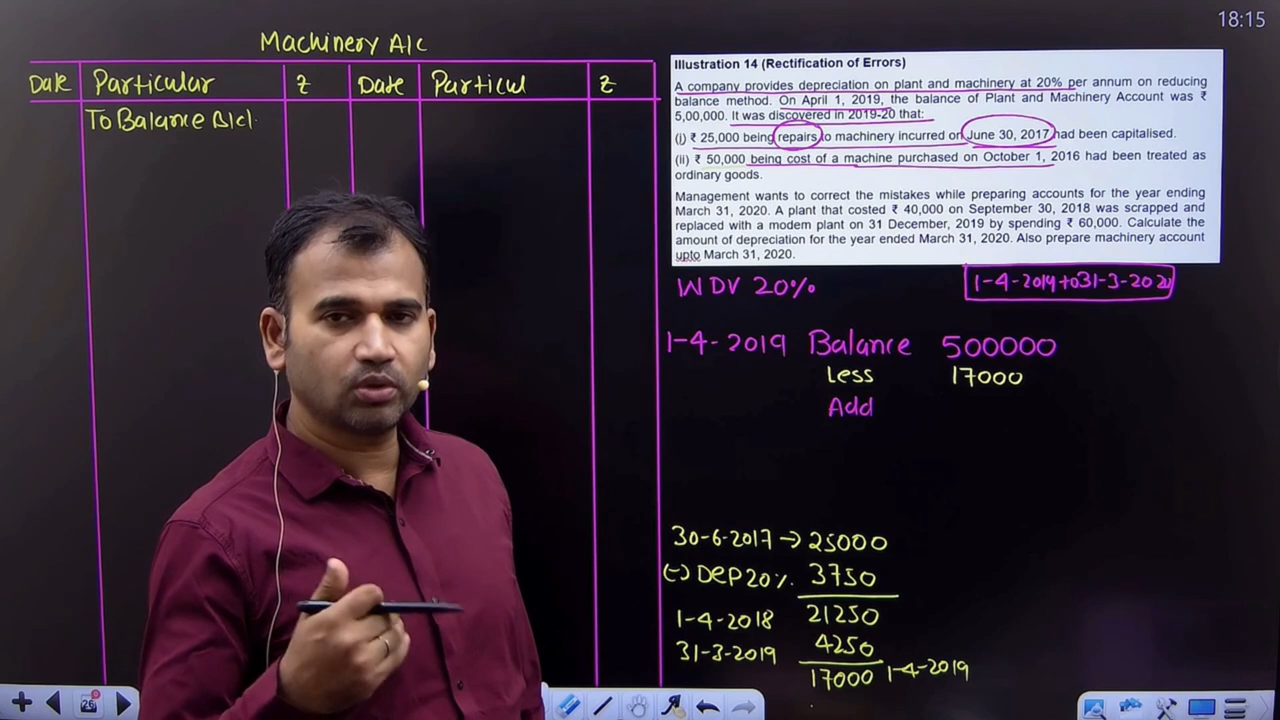 18:15
Machinery A/c
Date Particular ₹ Date Particul ₹
To Balance B/d.
Illustration 14 (Rectification of Errors)
A company provides depreciation on plant and machinery at 20% per annum on reducing
balance method. On April 1, 2019, the balance of Plant and Machinery Account was ₹
5,00,000. It was discovered in 2019-20 that:
(i) ₹ 25,000 being repairs to machinery incurred on June 30, 2017 had been capitalised.
(ii) ₹ 50,000 being cost of a machine purchased on October 1, 2016 had been treated as
ordinary goods.
Management wants to correct the mistakes while preparing accounts for the year ending
March 31, 2020. A plant that costed ₹ 40,000 on September 30, 2018 was scrapped and
replaced with a modem plant on 31 December, 2019 by spending ₹ 60,000. Calculate the
amount of depreciation for the year ended March 31, 2020. Also prepare machinery account
upto March 31, 2020.
WDV 20%
1-4-2019 to 31-3-2020
1-4-2019 Balance 500000
Less 17000
Add
30-6-2017 → 25000
(-) Dep 20%. 3750
1-4-2018 21250
31-3-2019 4250
17000 1-4-2019
26